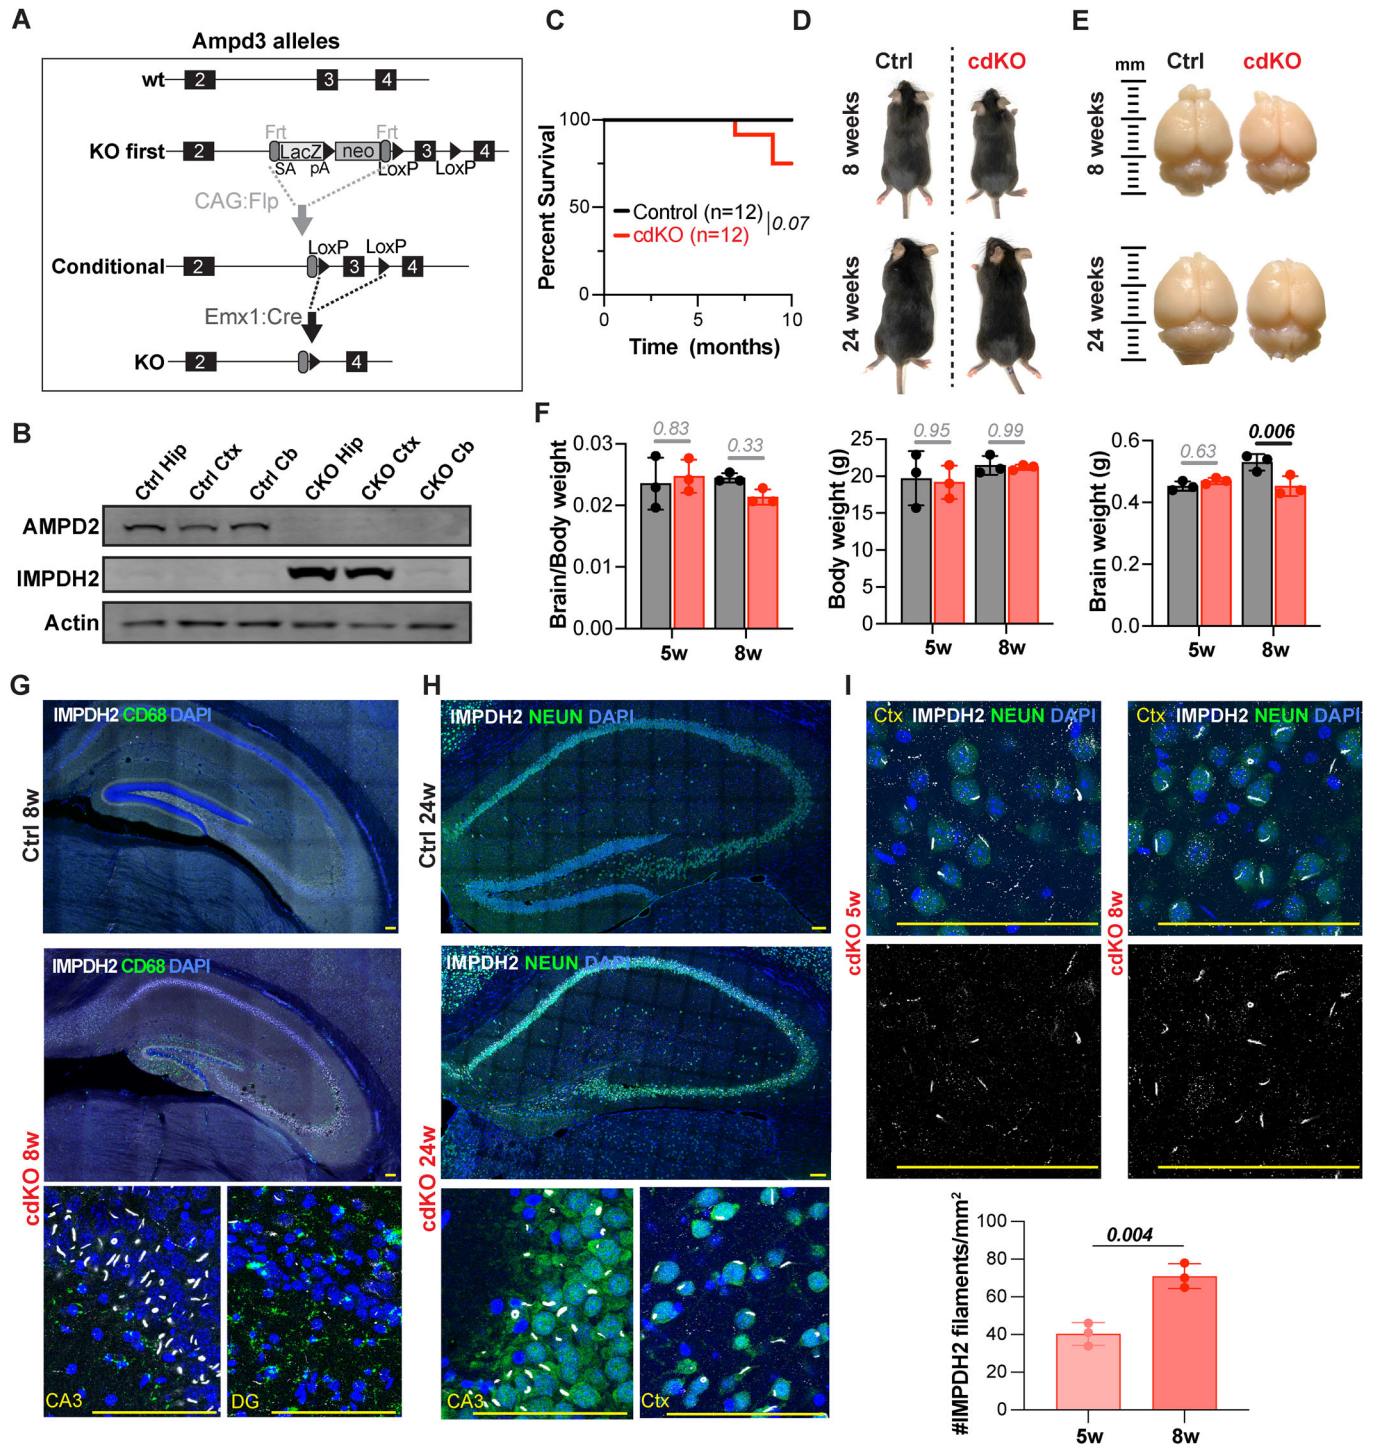 A
Ampd3 alleles
wt
2
3
4
KO first
2
Frt
LacZ
neo
Frt
3
4
SA
pA
LoxP
LoxP
CAG:Flp
LoxP
LoxP
Conditional
2
3
4
Emx1:Cre
KO
2
4
B
Ctrl Hip
Ctrl Ctx
Ctrl Cb
CKO Hip
CKO Ctx
CKO Cb
AMPD2
IMPDH2
Actin
C
Percent Survival
100
50
0
Control (n=12)
cdKO (n=12)
0.07
0
5
10
Time (months)
D
Ctrl
cdKO
8 weeks
24 weeks
E
mm
Ctrl
cdKO
8 weeks
24 weeks
F
Brain/Body weight
0.03
0.02
0.01
0.00
0.83
0.33
5w
8w
Body weight (g)
25
20
15
10
5
0
0.95
0.99
5w
8w
Brain weight (g)
0.6
0.4
0.2
0.0
0.63
0.006
5w
8w
G
Ctrl 8w
IMPDH2 CD68 DAPI
cdKO 8w
IMPDH2 CD68 DAPI
CA3
DG
H
Ctrl 24w
IMPDH2 NEUN DAPI
cdKO 24w
IMPDH2 NEUN DAPI
CA3
Ctx
I
cdKO 5w
Ctx IMPDH2 NEUN DAPI
cdKO 8w
Ctx IMPDH2 NEUN DAPI
#IMPDH2 filaments/mm²
100
80
60
40
20
0
0.004
5w
8w